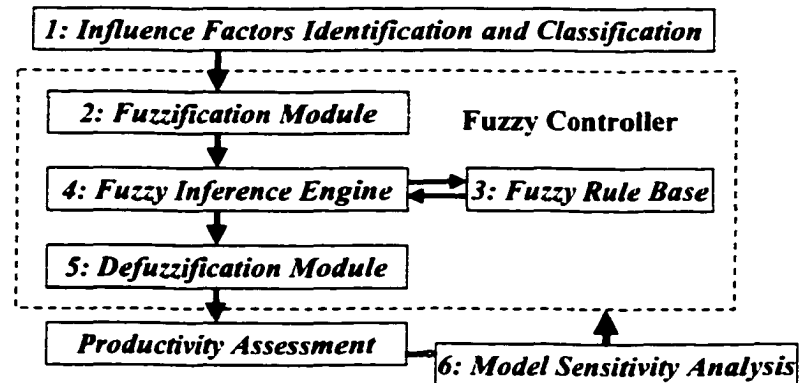 1: Influence Factors Identification and Classification
2: Fuzzification Module
Fuzzy Controller
4: Fuzzy Inference Engine
3: Fuzzy Rule Base
5: Defuzzification Module
Productivity Assessment
6: Model Sensitivity Analysis